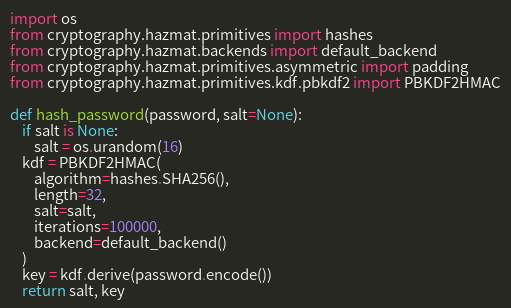 import os
from cryptography.hazmat.primitives import hashes
from cryptography.hazmat.backends import default_backend
from cryptography.hazmat.primitives.asymmetric import padding
from cryptography.hazmat.primitives.kdf.pbkdf2 import PBKDF2HMAC

def hash_password(password, salt=None):
    if salt is None:
        salt = os.urandom(16)
    kdf = PBKDF2HMAC(
        algorithm=hashes.SHA256(),
        length=32,
        salt=salt,
        iterations=100000,
        backend=default_backend()
    )
    key = kdf.derive(password.encode())
    return salt, key